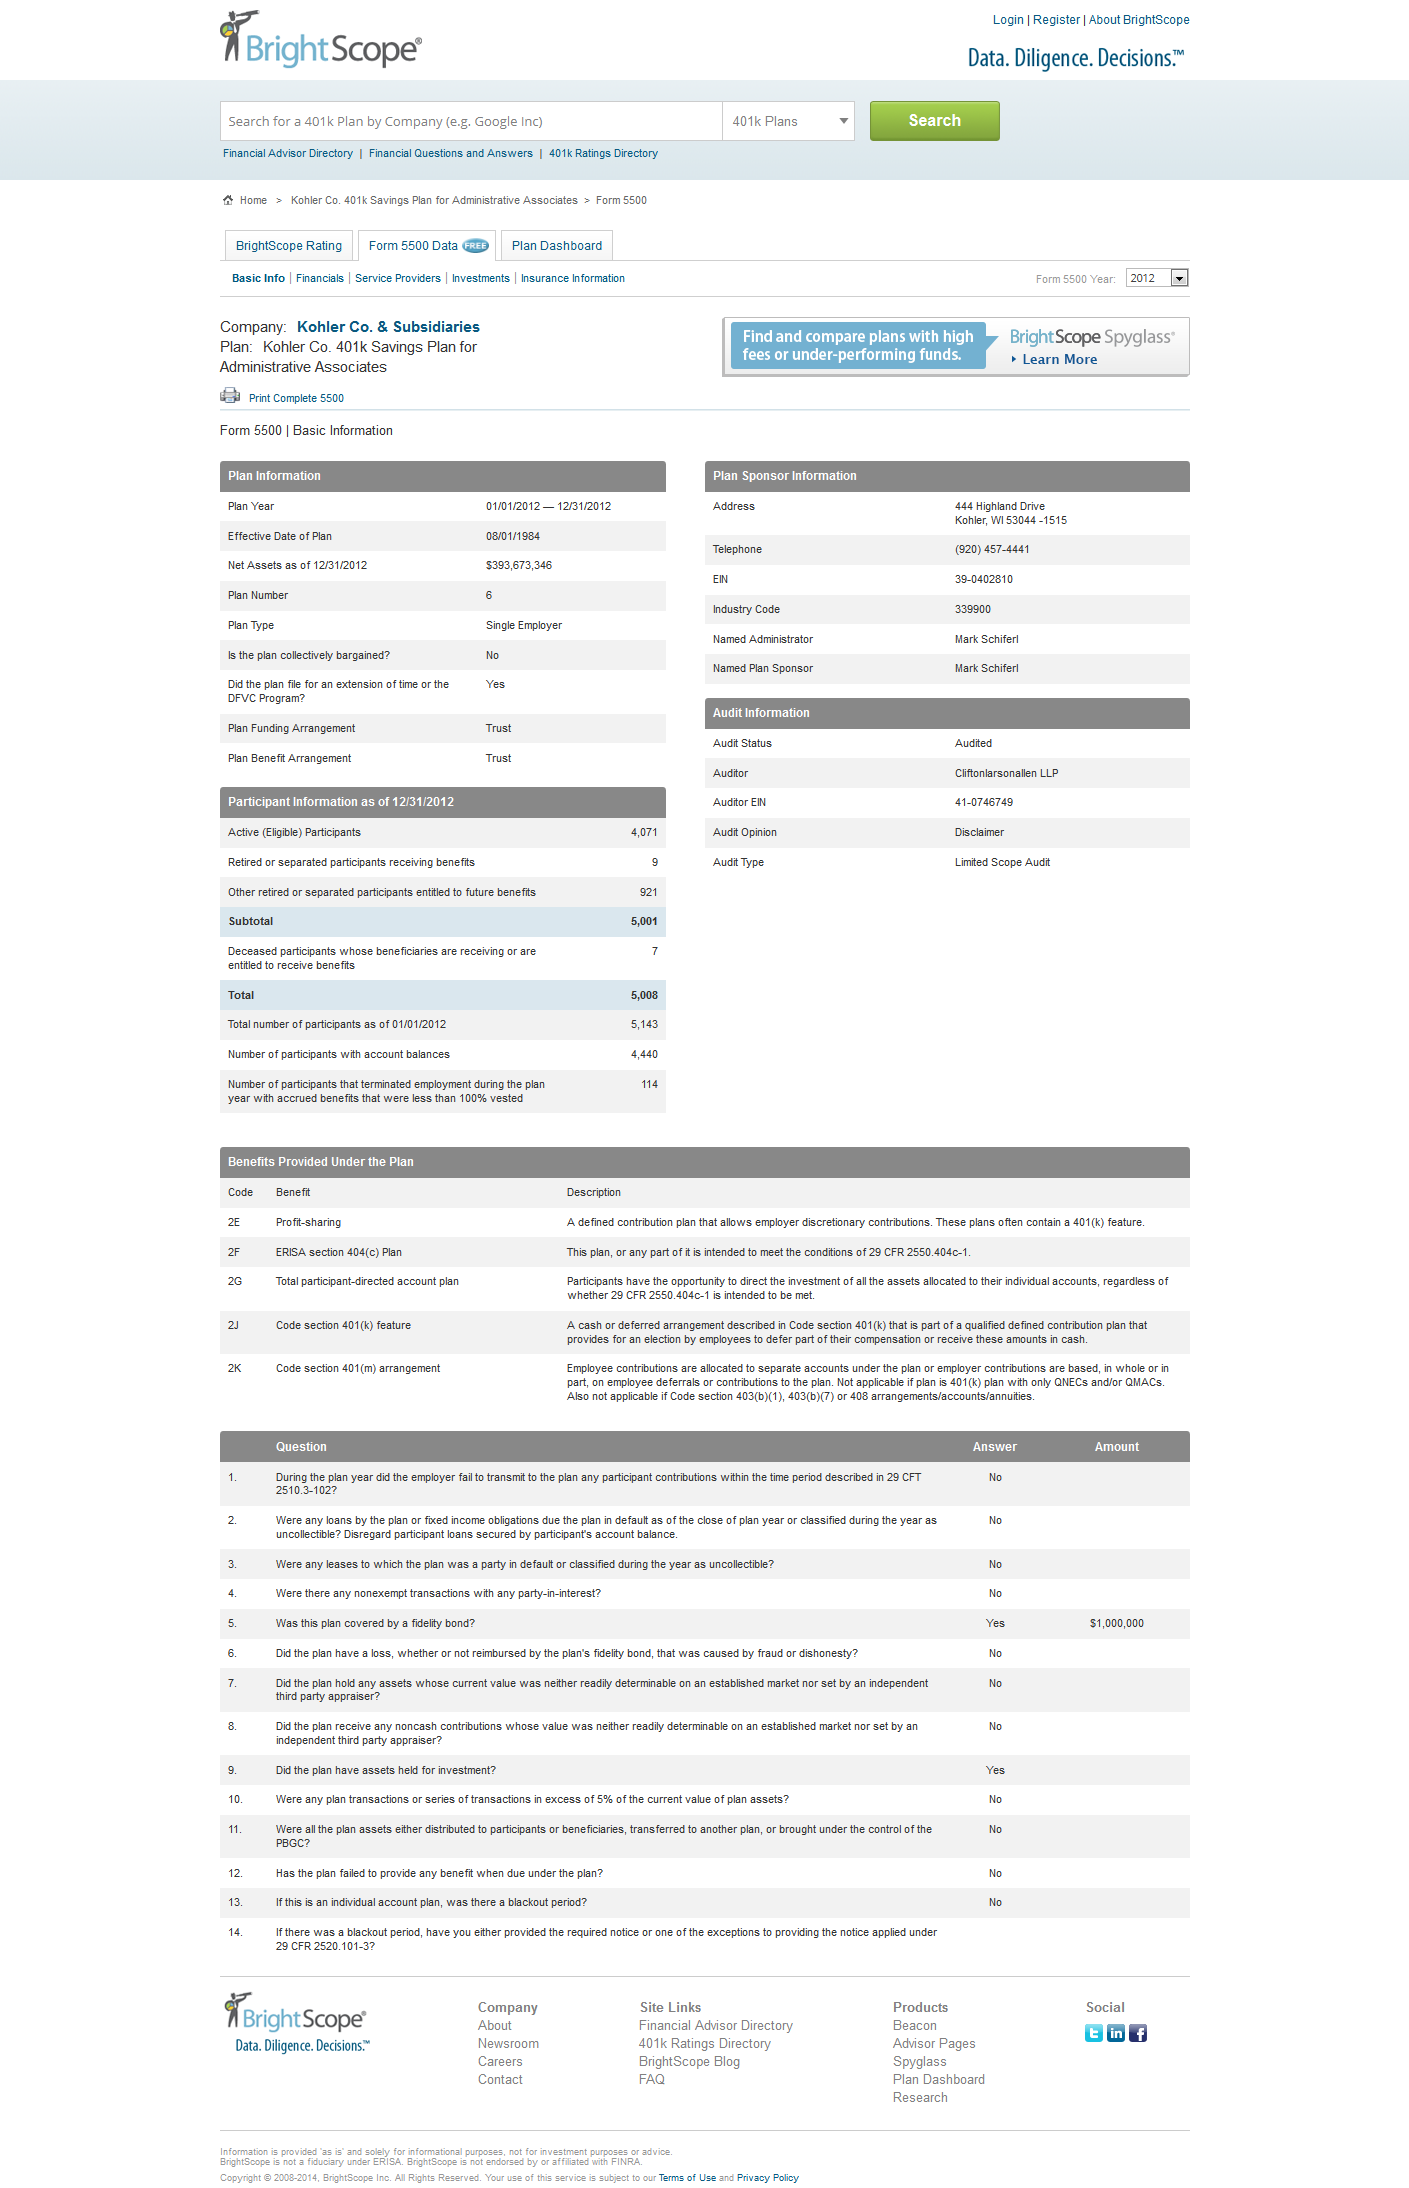 Login | Register | About BrightScope
BrightScope®
Data. Diligence. Decisions.™
Search for a 401k Plan by Company (e.g. Google Inc) 401k Plans Search
Financial Advisor Directory | Financial Questions and Answers | 401k Ratings Directory
Home > Kohler Co. 401k Savings Plan for Administrative Associates > Form 5500
BrightScope Rating Form 5500 Data FREE Plan Dashboard
Basic Info | Financials | Service Providers | Investments | Insurance Information Form 5500 Year: 2012
Company: Kohler Co. & Subsidiaries
Plan: Kohler Co. 401k Savings Plan for
Administrative Associates
Find and compare plans with high
fees or under-performing funds.
BrightScope Spyglass®
Learn More
Print Complete 5500
Form 5500 | Basic Information
Plan Information
Plan Year 01/01/2012 — 12/31/2012
Effective Date of Plan 08/01/1984
Net Assets as of 12/31/2012 $393,673,346
Plan Number 6
Plan Type Single Employer
Is the plan collectively bargained? No
Did the plan file for an extension of time or the Yes
DFVC Program?
Plan Funding Arrangement Trust
Plan Benefit Arrangement Trust
Participant Information as of 12/31/2012
Active (Eligible) Participants 4,071
Retired or separated participants receiving benefits 9
Other retired or separated participants entitled to future benefits 921
Subtotal 5,001
Deceased participants whose beneficiaries are receiving or are 7
entitled to receive benefits
Total 5,008
Total number of participants as of 01/01/2012 5,143
Number of participants with account balances 4,440
Number of participants that terminated employment during the plan 114
year with accrued benefits that were less than 100% vested
Plan Sponsor Information
Address 444 Highland Drive
Kohler, WI 53044 -1515
Telephone (920) 457-4441
EIN 39-0402810
Industry Code 339900
Named Administrator Mark Schiferl
Named Plan Sponsor Mark Schiferl
Audit Information
Audit Status Audited
Auditor Cliftonlarsonallen LLP
Auditor EIN 41-0746749
Audit Opinion Disclaimer
Audit Type Limited Scope Audit
Benefits Provided Under the Plan
Code Benefit Description
2E Profit-sharing A defined contribution plan that allows employer discretionary contributions. These plans often contain a 401(k) feature.
2F ERISA section 404(c) Plan This plan, or any part of it is intended to meet the conditions of 29 CFR 2550.404c-1.
2G Total participant-directed account plan Participants have the opportunity to direct the investment of all the assets allocated to their individual accounts, regardless of
whether 29 CFR 2550.404c-1 is intended to be met.
2J Code section 401(k) feature A cash or deferred arrangement described in Code section 401(k) that is part of a qualified defined contribution plan that
provides for an election by employees to defer part of their compensation or receive these amounts in cash.
2K Code section 401(m) arrangement Employee contributions are allocated to separate accounts under the plan or employer contributions are based, in whole or in
part, on employee deferrals or contributions to the plan. Not applicable if plan is 401(k) plan with only QNECs and/or QMACs.
Also not applicable if Code section 403(b)(1), 403(b)(7) or 408 arrangements/accounts/annuities.
Question Answer Amount
1. During the plan year did the employer fail to transmit to the plan any participant contributions within the time period described in 29 CFT No
2510.3-102?
2. Were any loans by the plan or fixed income obligations due the plan in default as of the close of plan year or classified during the year as No
uncollectible? Disregard participant loans secured by participant's account balance.
3. Were any leases to which the plan was a party in default or classified during the year as uncollectible? No
4. Were there any nonexempt transactions with any party-in-interest? No
5. Was this plan covered by a fidelity bond? Yes $1,000,000
6. Did the plan have a loss, whether or not reimbursed by the plan's fidelity bond, that was caused by fraud or dishonesty? No
7. Did the plan hold any assets whose current value was neither readily determinable on an established market nor set by an independent No
third party appraiser?
8. Did the plan receive any noncash contributions whose value was neither readily determinable on an established market nor set by an No
independent third party appraiser?
9. Did the plan have assets held for investment? Yes
10. Were any plan transactions or series of transactions in excess of 5% of the current value of plan assets? No
11. Were all the plan assets either distributed to participants or beneficiaries, transferred to another plan, or brought under the control of the No
PBGC?
12. Has the plan failed to provide any benefit when due under the plan? No
13. If this is an individual account plan, was there a blackout period? No
14. If there was a blackout period, have you either provided the required notice or one of the exceptions to providing the notice applied under
29 CFR 2520.101-3?
BrightScope®
Data. Diligence. Decisions.™
Company
About
Newsroom
Careers
Contact
Site Links
Financial Advisor Directory
401k Ratings Directory
BrightScope Blog
FAQ
Products
Beacon
Advisor Pages
Spyglass
Plan Dashboard
Research
Social
Information is provided 'as is' and solely for informational purposes, not for investment purposes or advice.
BrightScope is not a fiduciary under ERISA. BrightScope is not endorsed by or affiliated with FINRA.
Copyright © 2008-2014, BrightScope Inc. All Rights Reserved. Your use of this service is subject to our Terms of Use and Privacy Policy